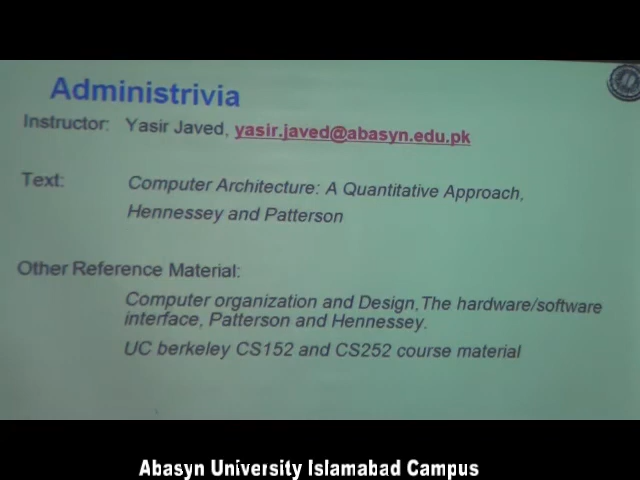 Administrivia
Instructor: Yasir Javed, yasir.javed@abasyn.edu.pk
Text: Computer Architecture: A Quantitative Approach,
Hennessey and Patterson
Other Reference Material:
Computer organization and Design,The hardware/software
interface, Patterson and Hennessey.
UC berkeley CS152 and CS252 course material
Abasyn University Islamabad Campus